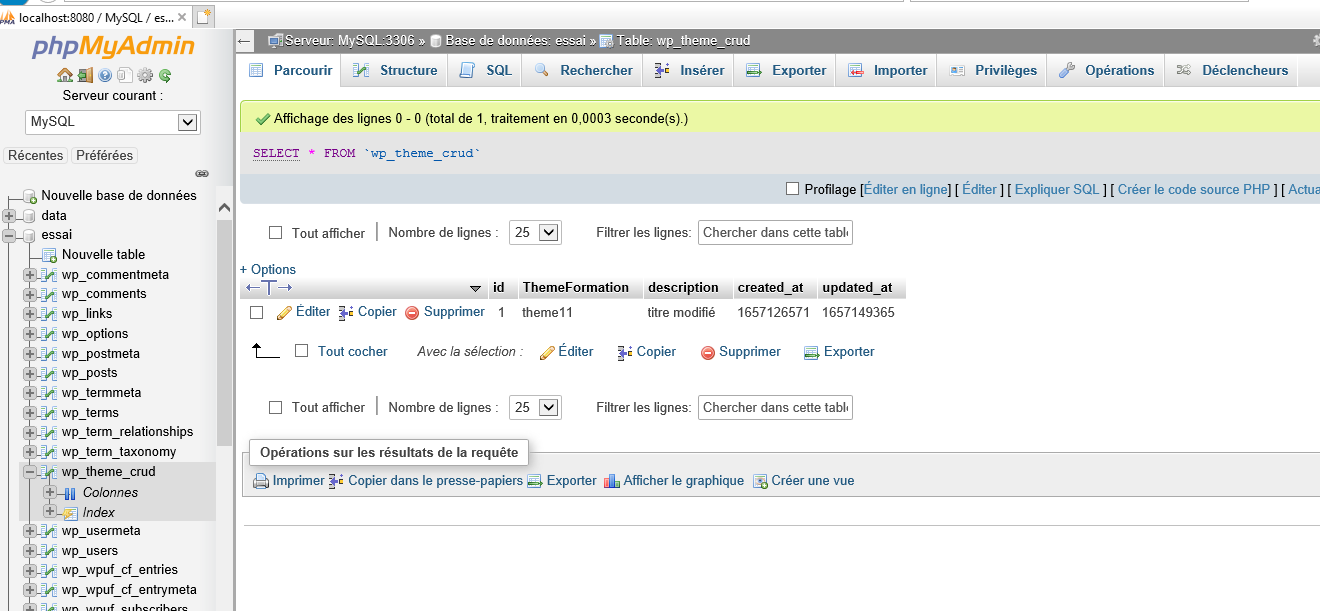 localhost:8080 / MySQL / es...
phpMyAdmin
Serveur courant :
MySQL
Récentes Préférées
Nouvelle base de données
data
essai
Nouvelle table
wp_commentmeta
wp_comments
wp_links
wp_options
wp_postmeta
wp_posts
wp_termmeta
wp_terms
wp_term_relationships
wp_term_taxonomy
wp_theme_crud
Colonnes
Index
wp_usermeta
wp_users
wp_wpuf_cf_entries
wp_wpuf_cf_entrymeta
wp_wpuf_subscribers
Serveur: MySQL:3306 » Base de données: essai » Table: wp_theme_crud
Parcourir Structure SQL Rechercher Insérer Exporter Importer Privilèges Opérations Déclencheurs
Affichage des lignes 0 - 0 (total de 1, traitement en 0,0003 seconde(s).)
SELECT * FROM `wp_theme_crud`
Profilage [Éditer en ligne] [ Éditer ] [ Expliquer SQL ] [ Créer le code source PHP ] [ Actua
Tout afficher Nombre de lignes : 25 Filtrer les lignes: Chercher dans cette table
+ Options
←T→ id ThemeFormation description created_at updated_at
Éditer Copier Supprimer 1 theme11 titre modifié 1657126571 1657149365
Tout cocher Avec la sélection : Éditer Copier Supprimer Exporter
Tout afficher Nombre de lignes : 25 Filtrer les lignes: Chercher dans cette table
Opérations sur les résultats de la requête
Imprimer Copier dans le presse-papiers Exporter Afficher le graphique Créer une vue